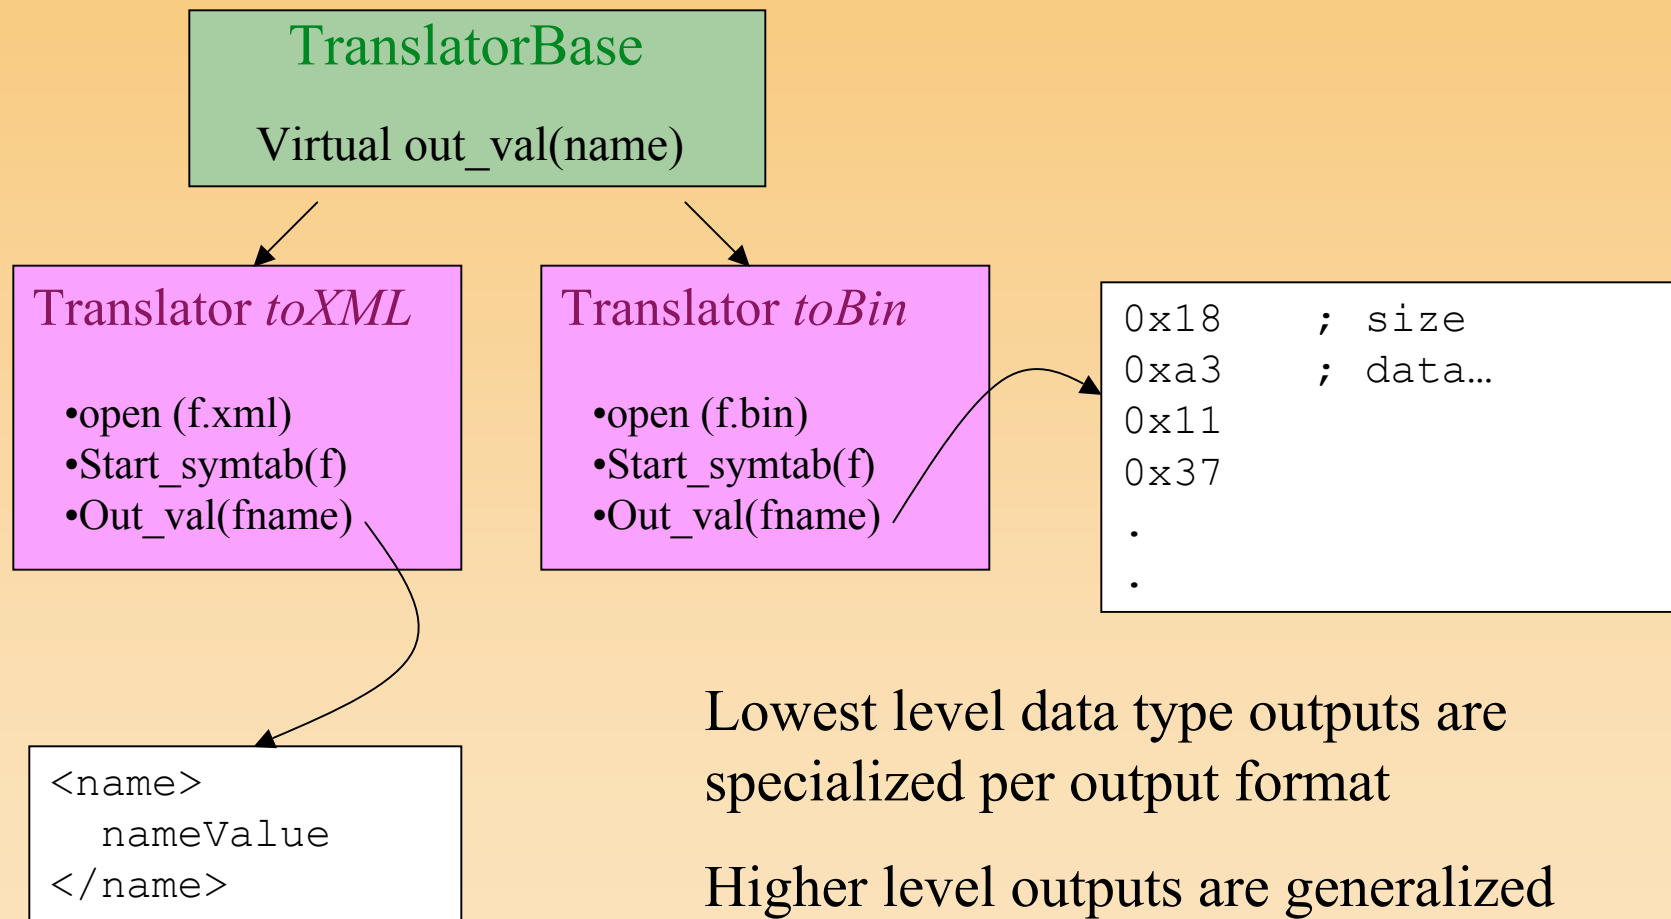 TranslatorBase
Virtual out_val(name)
Translator toXML
•open (f.xml)
•Start_symtab(f)
•Out_val(fname)
Translator toBin
•open (f.bin)
•Start_symtab(f)
•Out_val(fname)
0x18 ; size
0xa3 ; data…
0x11
0x37
.
.
<name>
nameValue
</name>
Lowest level data type outputs are
specialized per output format
Higher level outputs are generalized